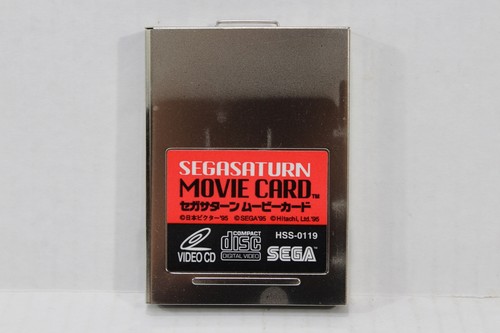 SEGASATURN
MOVIE CARD™
セガサターン ムービーカード
©日本ビクター'95 ©SEGA'95 ©Hitachi, Ltd.'95
VIDEO CD
COMPACT
disc
DIGITAL VIDEO
HSS-0119
SEGA